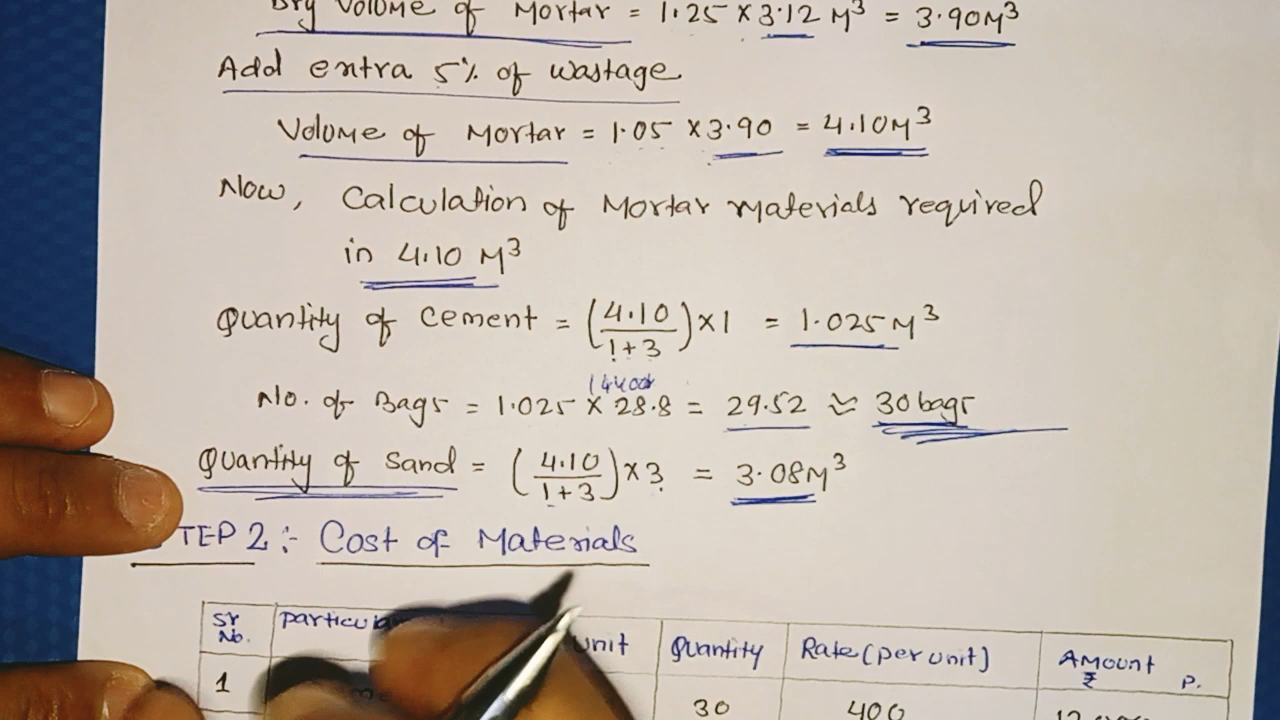 Dry Volume of Mortar = 1.25 × 3.12 M³ = 3.90M³
Add extra 5% of wastage
Volume of Mortar = 1.05 × 3.90 = 4.10M³
Now, Calculation of Mortar Materials required
in 4.10 M³
Quantity of Cement = (4.10/1+3) × 1 = 1.025M³
No. of Bags = 1.025 × 28.8 = 29.52 ≈ 30 bags
Quantity of Sand = (4.10/1+3) × 3 = 3.08M³
TEP 2 :- Cost of Materials
Sr No. particu unit Quantity Rate (per unit) Amount ₹ P.
1 30 400